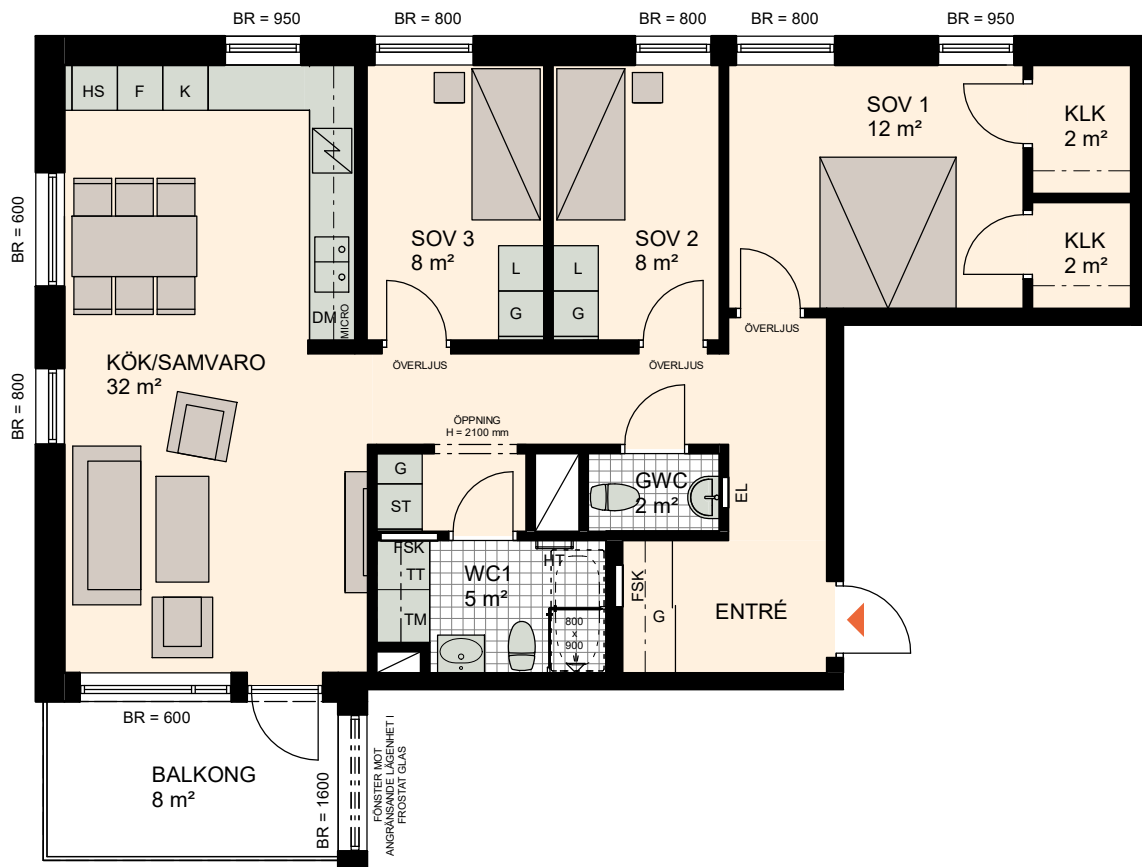 BR = 950
BR = 800
BR = 800
BR = 800
BR = 950
HS
F
K
SOV 1
12 m²
KLK
2 m²
KLK
2 m²
BR = 600
SOV 3
8 m²
SOV 2
8 m²
L
G
L
G
DM
MICRO
ÖVERLJUS
ÖVERLJUS
ÖVERLJUS
KÖK/SAMVARO
32 m²
BR = 800
ÖPPNING
H = 2100 mm
G
ST
GWC
2 m²
EL
FSK
TT
TM
WC1
5 m²
HT
800
x
900
FSK
G
ENTRÉ
BR = 600
BALKONG
8 m²
BR = 1600
FÖNSTER MOT
ANGRÄNSANDE LÄGENHET I
FROSTAT GLAS